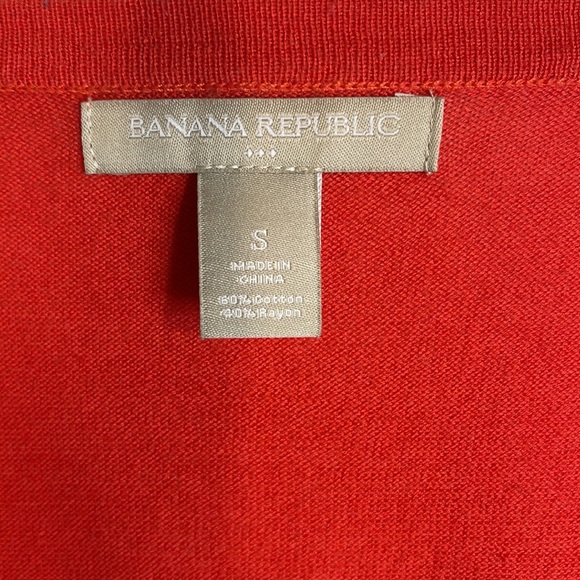 BANANA REPUBLIC
S
MADE IN
CHINA
60% Cotton
40% Rayon